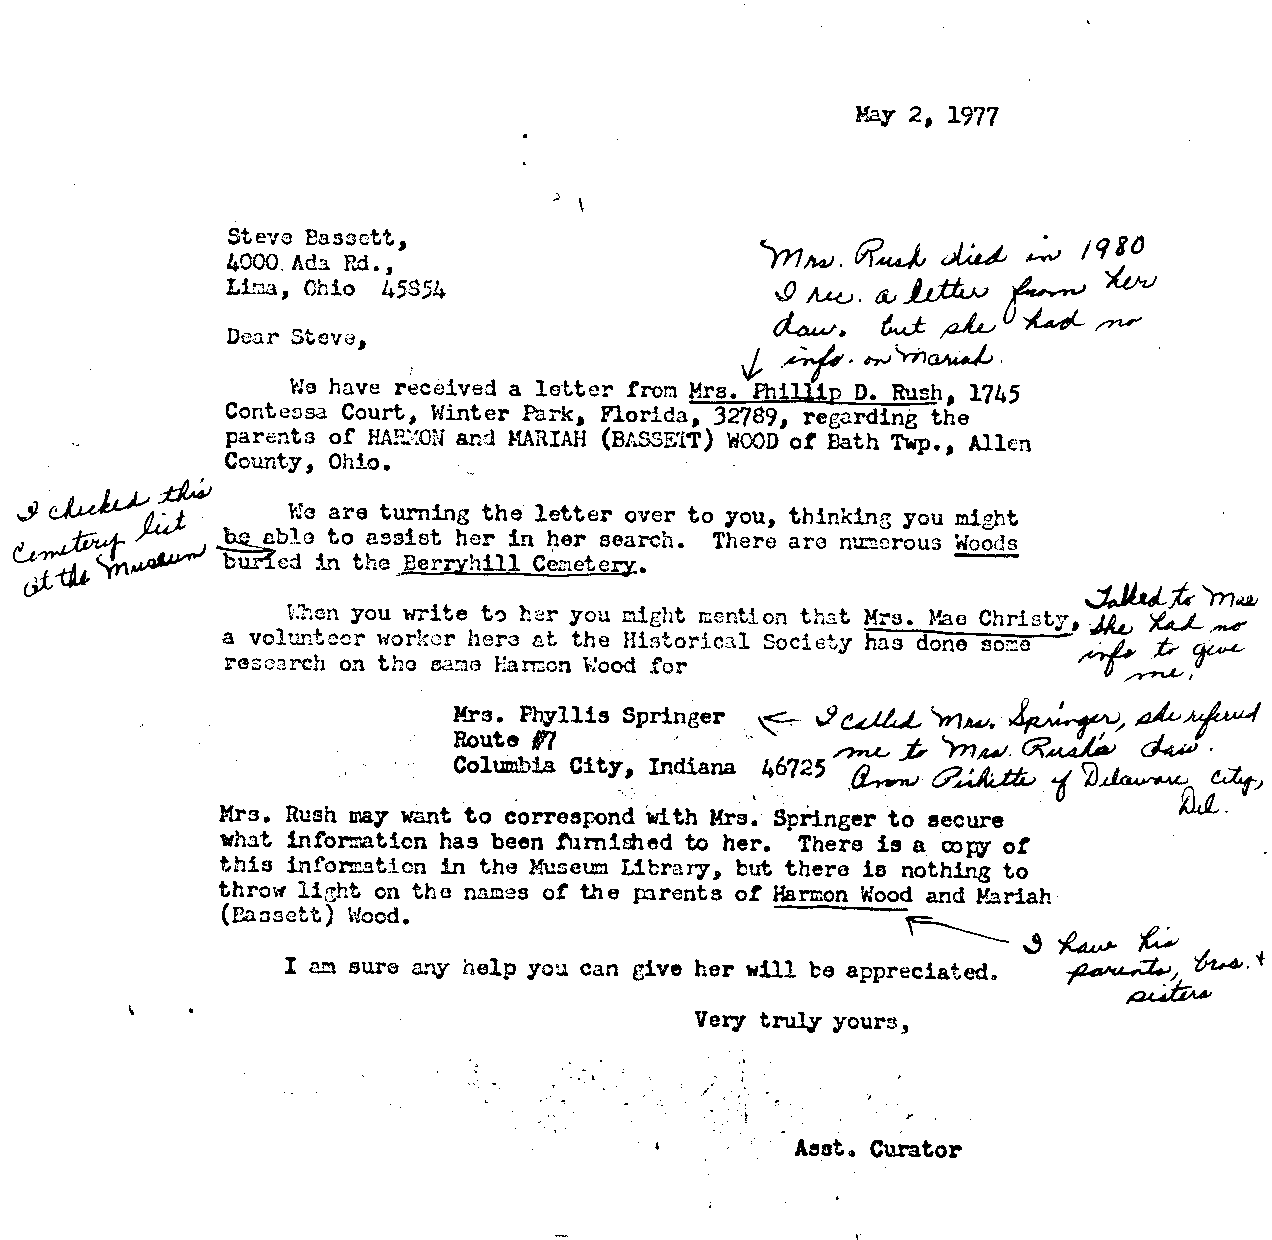 May 2, 1977
Steve Bassett,
4000 Ada Rd.,
Lima, Ohio 45854
Mrs. Rush died in 1980
I rec. a letter from her
daw. but she had no
info. on Mariah.
Dear Steve,
We have received a letter from Mrs. Phillip D. Rush, 1745
Contessa Court, Winter Park, Florida, 32789, regarding the
parents of HARMON and MARIAH (BASSETT) WOOD of Bath Twp., Allen
County, Ohio.
I checked this
Cemetery list
at the Museum
We are turning the letter over to you, thinking you might
be able to assist her in her search. There are numerous Woods
buried in the Berryhill Cemetery.
When you write to her you might mention that Mrs. Mae Christy,
a volunteer worker here at the Historical Society has done some
research on the same Harmon Wood for
Talked to Mae
She had no
info to give
me.
Mrs. Phyllis Springer
Route #7
Columbia City, Indiana 46725
I called Mrs. Springer, she refered
me to Mrs. Rush's daw.
Pickette of Delaware City,
Del.
Mrs. Rush may want to correspond with Mrs. Springer to secure
what information has been furnished to her. There is a copy of
this information in the Museum Library, but there is nothing to
throw light on the names of the parents of Harmon Wood and Mariah
(Bassett) Wood.
I have his
parents, bros. +
sisters
I am sure any help you can give her will be appreciated.
Very truly yours,
Asst. Curator